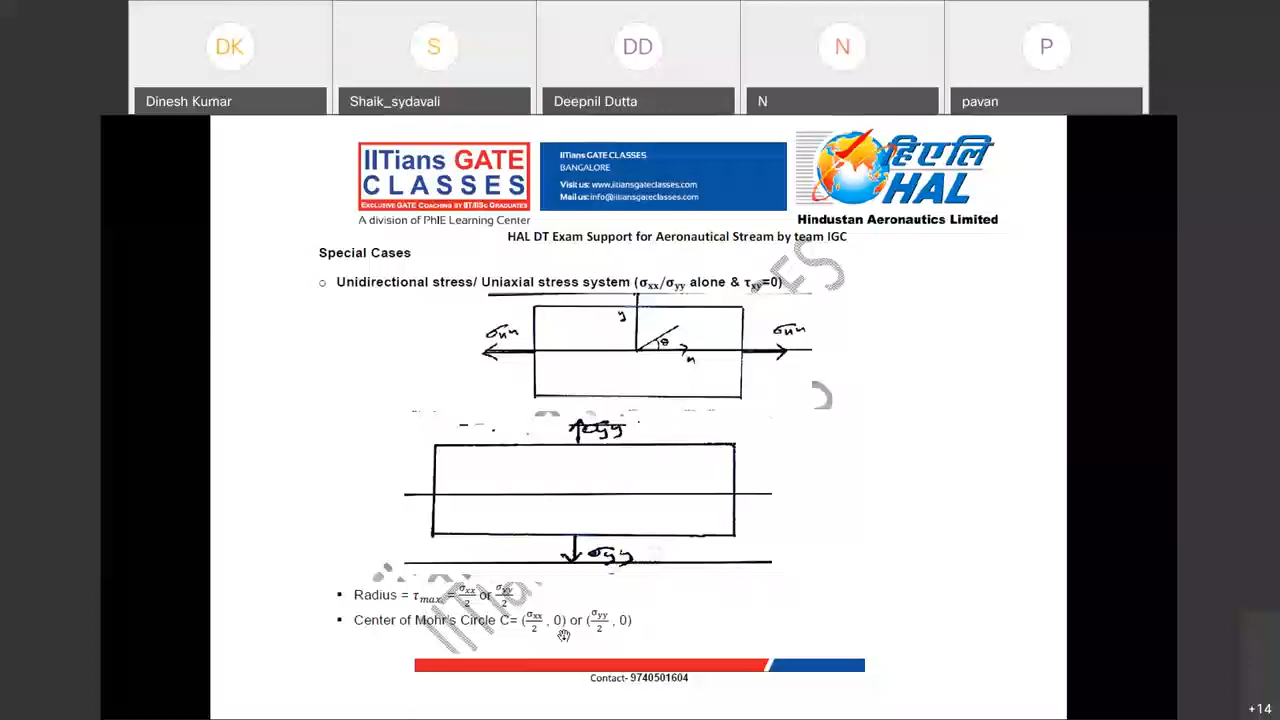 DK
S
DD
N
P
Dinesh Kumar
Shaik_sydavali
Deepnil Dutta
N
pavan
IITians GATE
CLASSES
EXCLUSIVE GATE COACHING BY IIT/IISc GRADUATES
A division of PhIE Learning Center
IITians GATE CLASSES
BANGALORE
Visit us: www.iitiansgateclasses.com
Mail us: info@iitiansgateclasses.com
हिएलि
HAL
Hindustan Aeronautics Limited
HAL DT Exam Support for Aeronautical Stream by team IGC
Special Cases
○ Unidirectional stress/ Uniaxial stress system (σxx/σyy alone & τxy=0)
y
σxx
σxx
θ
x
σyy
σyy
▪ Radius = τmax. = σxx/2 or σyy/2
▪ Center of Mohr's Circle C= (σxx/2 , 0) or (σyy/2 , 0)
Contact- 9740501604
+14